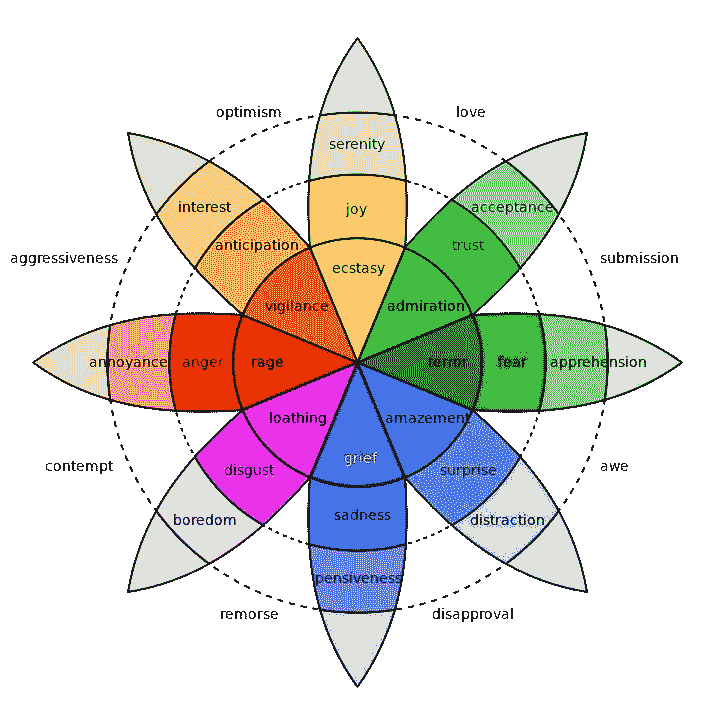 optimism
love
serenity
interest
acceptance
joy
anticipation
trust
aggressiveness
submission
ecstasy
vigilance
admiration
annoyance
anger
rage
terror
fear
apprehension
loathing
amazement
contempt
grief
awe
disgust
surprise
sadness
boredom
distraction
pensiveness
remorse
disapproval